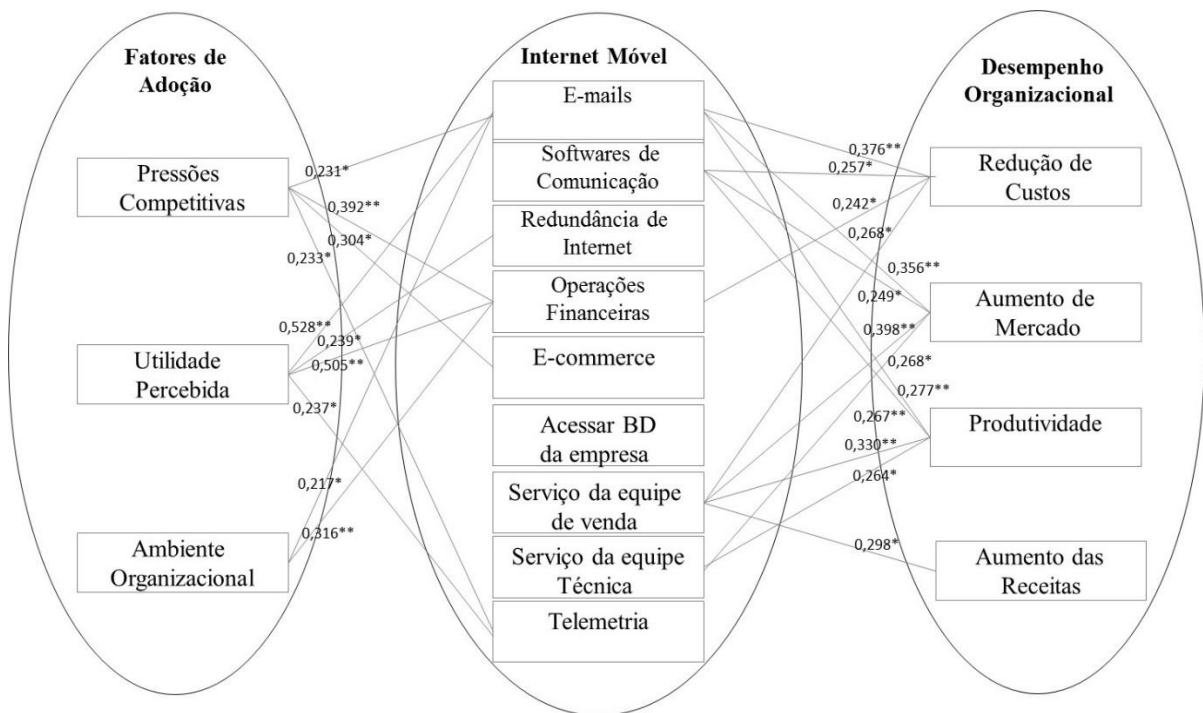 Fatores de
Adoção
Pressões
Competitivas
Utilidade
Percebida
Ambiente
Organizacional
0,231*
0,392**
0,304*
0,233*
0,528**
0,239*
0,505**
0,237*
0,217*
0,316**
Internet Móvel
E-mails
Softwares de
Comunicação
Redundância de
Internet
Operações
Financeiras
E-commerce
Acessar BD
da empresa
Serviço da equipe
de venda
Serviço da equipe
Técnica
Telemetria
0,376**
0,257*
0,242*
0,268*
0,356**
0,249*
0,398**
0,268*
0,277**
0,267**
0,330**
0,264*
0,298*
Desempenho
Organizacional
Redução de
Custos
Aumento de
Mercado
Produtividade
Aumento das
Receitas